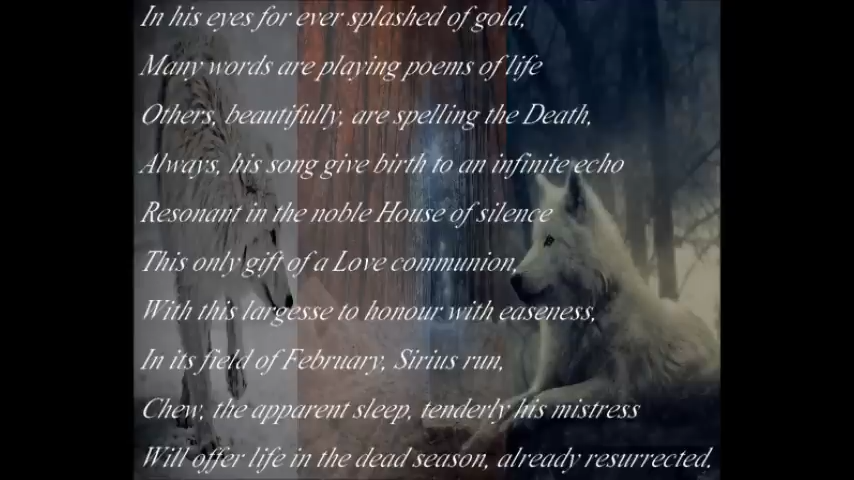 In his eyes for ever splashed of gold,
Many words are playing poems of life
Others, beautifully, are spelling the Death,
Always, his song give birth to an infinite echo
Resonant in the noble House of silence
This only gift of a Love communion,
With this largesse to honour with easeness,
In its field of February, Sirius run,
Chew, the apparent sleep, tenderly his mistress
Will offer life in the dead season, already resurrected.